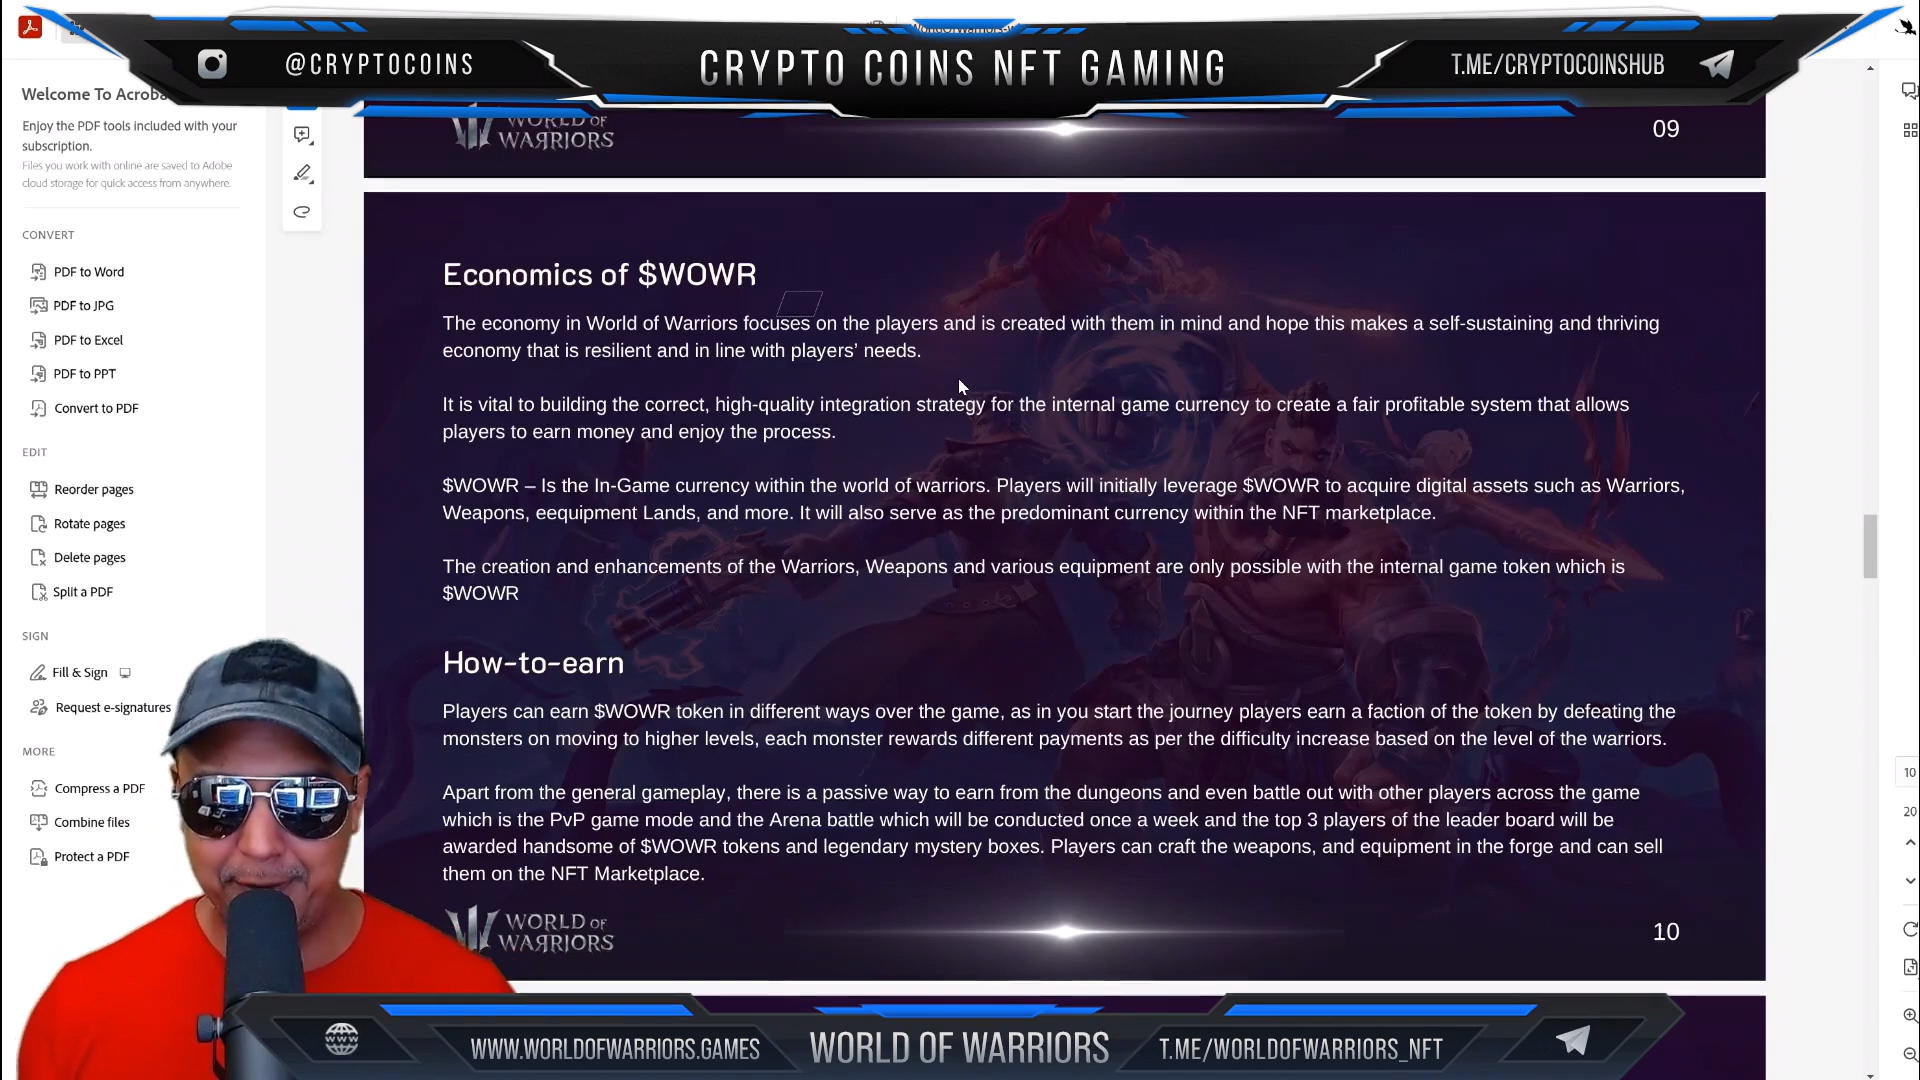 @CRYPTOCOINS
CRYPTO COINS NFT GAMING
T.ME/CRYPTOCOINSHUB
Welcome To Acroba
Enjoy the PDF tools included with your
subscription.
Files you work with online are saved to Adobe
cloud storage for quick access from anywhere.
CONVERT
PDF to Word
PDF to JPG
PDF to Excel
PDF to PPT
Convert to PDF
EDIT
Reorder pages
Rotate pages
Delete pages
Split a PDF
SIGN
Fill & Sign
Request e-signatures
MORE
Compress a PDF
Combine files
Protect a PDF
WORLD OF
WARRIORS
09
Economics of $WOWR
The economy in World of Warriors focuses on the players and is created with them in mind and hope this makes a self-sustaining and thriving
economy that is resilient and in line with players’ needs.
It is vital to building the correct, high-quality integration strategy for the internal game currency to create a fair profitable system that allows
players to earn money and enjoy the process.
$WOWR – Is the In-Game currency within the world of warriors. Players will initially leverage $WOWR to acquire digital assets such as Warriors,
Weapons, eequipment Lands, and more. It will also serve as the predominant currency within the NFT marketplace.
The creation and enhancements of the Warriors, Weapons and various equipment are only possible with the internal game token which is
$WOWR
How-to-earn
Players can earn $WOWR token in different ways over the game, as in you start the journey players earn a faction of the token by defeating the
monsters on moving to higher levels, each monster rewards different payments as per the difficulty increase based on the level of the warriors.
Apart from the general gameplay, there is a passive way to earn from the dungeons and even battle out with other players across the game
which is the PvP game mode and the Arena battle which will be conducted once a week and the top 3 players of the leader board will be
awarded handsome of $WOWR tokens and legendary mystery boxes. Players can craft the weapons, and equipment in the forge and can sell
them on the NFT Marketplace.
WORLD OF
WARRIORS
10
10
20
WWW.WORLDOFWARRIORS.GAMES
WORLD OF WARRIORS
T.ME/WORLDOFWARRIORS_NFT